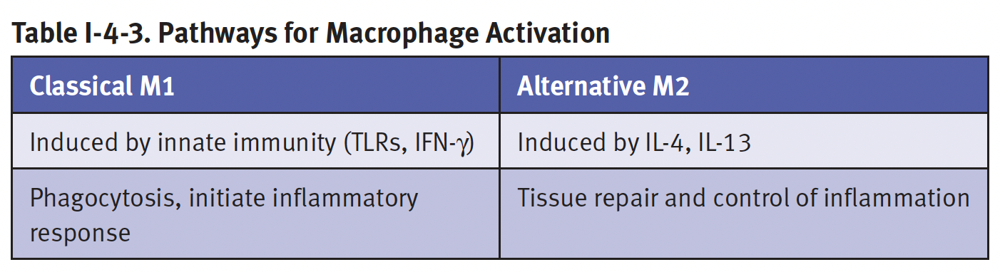 Table I-4-3. Pathways for Macrophage Activation
Classical M1
Alternative M2
Induced by innate immunity (TLRs, IFN-γ)
Induced by IL-4, IL-13
Phagocytosis, initiate inflammatory
response
Tissue repair and control of inflammation